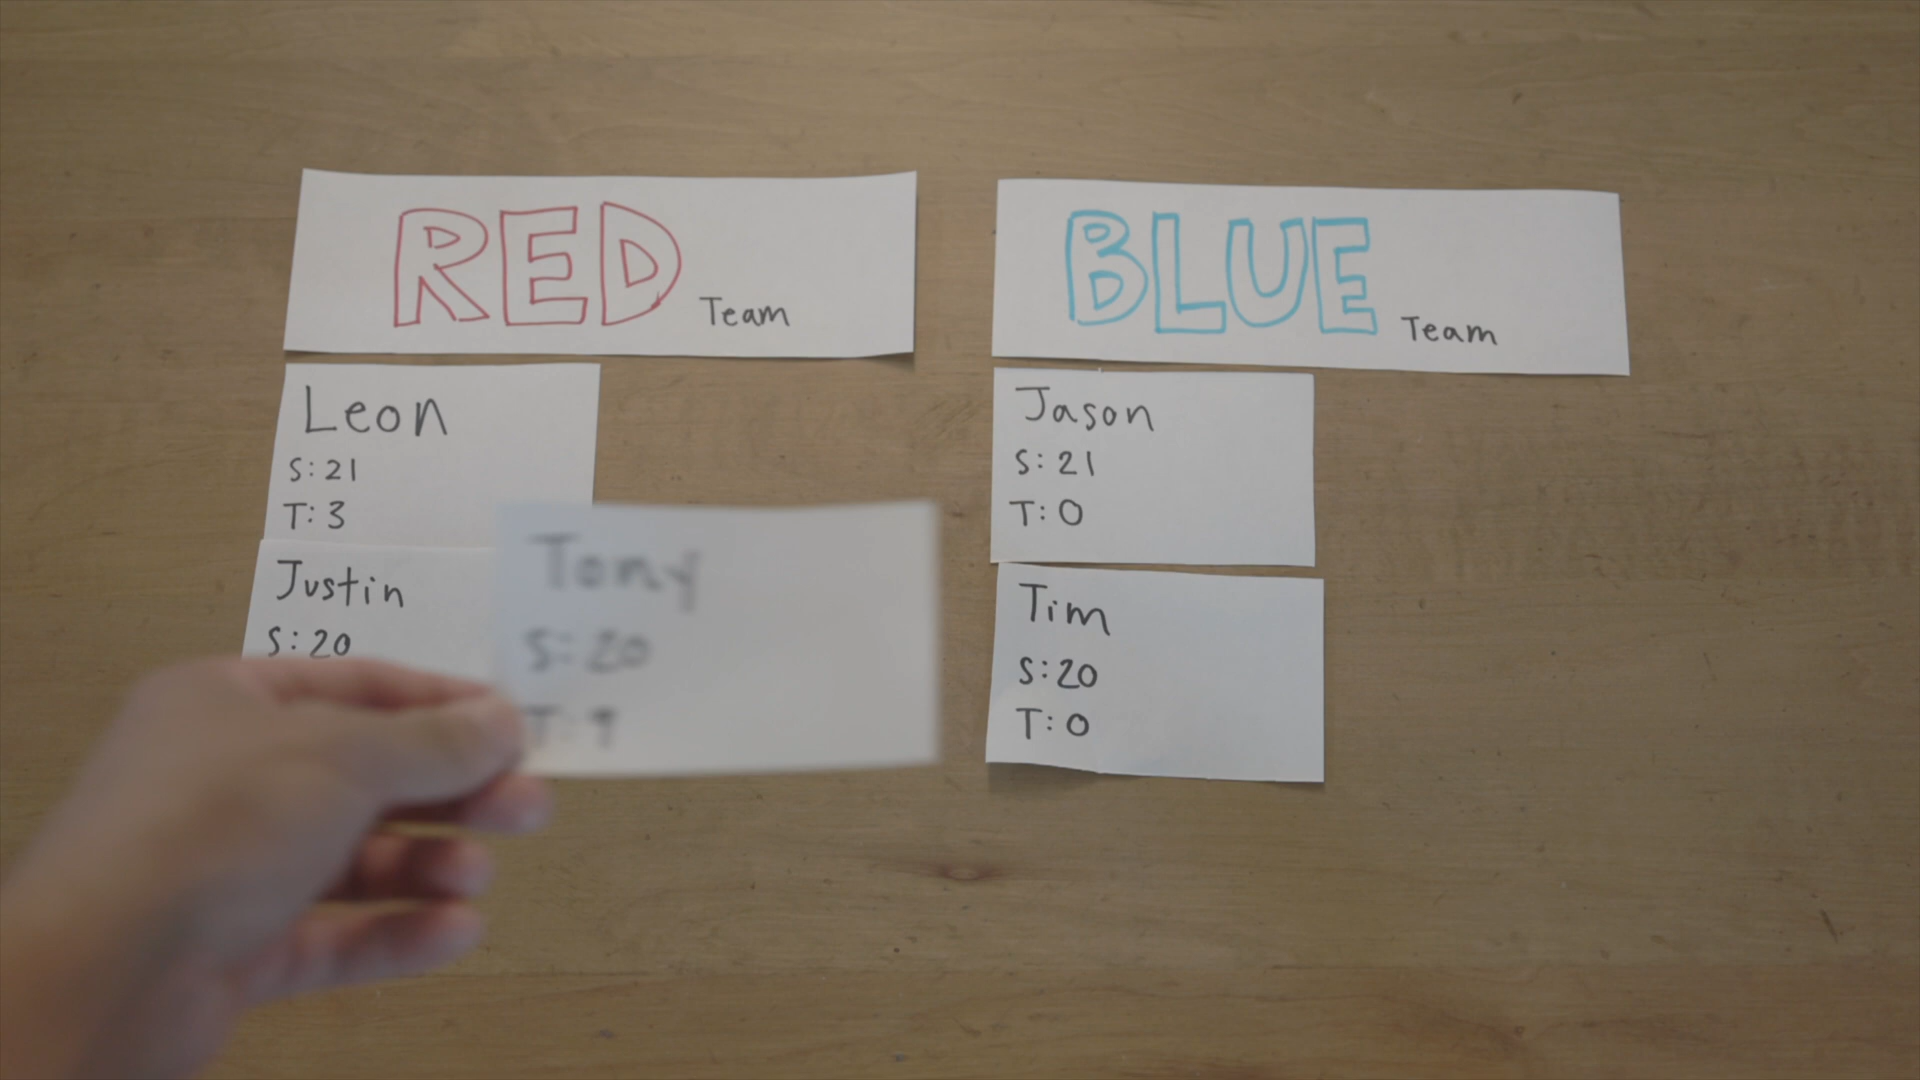 RED Team
Leon
S: 21
T: 3
Justin
S: 20
Tony
S: 20
BLUE Team
Jason
S: 21
T: 0
Tim
S: 20
T: 0